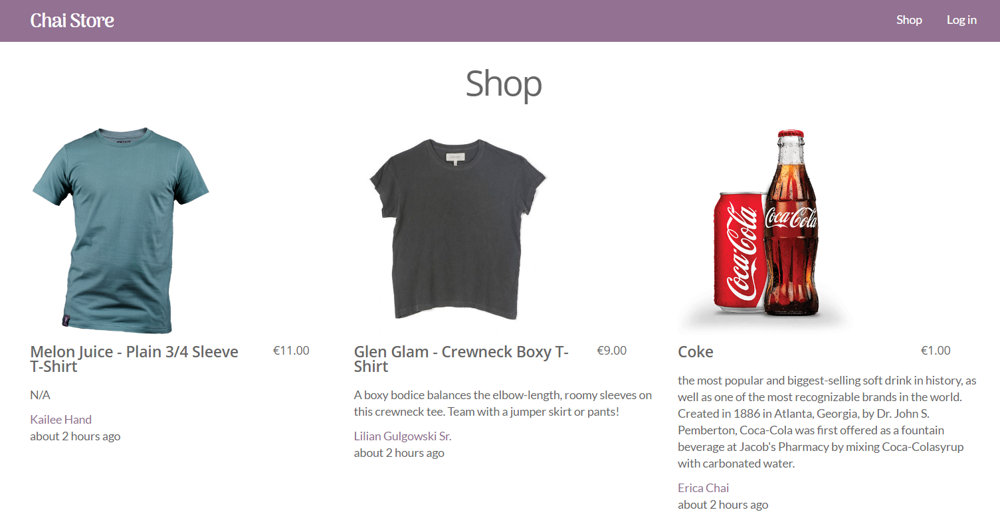 Chai Store
Shop
Log in
Shop
Coca-Cola
Coca-Cola
Melon Juice - Plain 3/4 Sleeve
T-Shirt
€11.00
N/A
Kailee Hand
about 2 hours ago
Glen Glam - Crewneck Boxy T-
Shirt
€9.00
A boxy bodice balances the elbow-length, roomy sleeves on
this crewneck tee. Team with a jumper skirt or pants!
Lilian Gulgowski Sr.
about 2 hours ago
Coke
€1.00
the most popular and biggest-selling soft drink in history, as
well as one of the most recognizable brands in the world.
Created in 1886 in Atlanta, Georgia, by Dr. John S.
Pemberton, Coca-Cola was first offered as a fountain
beverage at Jacob's Pharmacy by mixing Coca-Colasyrup
with carbonated water.
Erica Chai
about 2 hours ago